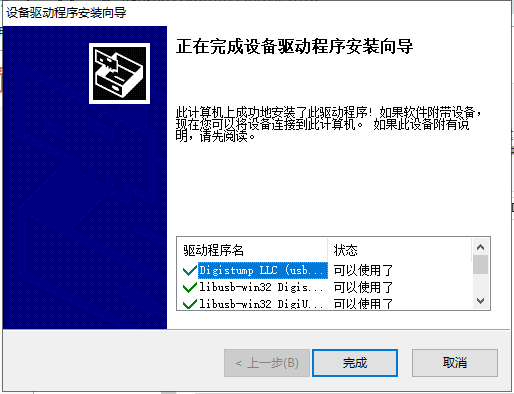 设备驱动程序安装向导
正在完成设备驱动程序安装向导
此计算机上成功地安装了此驱动程序！如果软件附带设备，
现在您可以将设备连接到此计算机。 如果此设备附有说
明，请先阅读。
驱动程序名 状态
Digistump LLC (usb... 可以使用了
libusb-win32 Digis... 可以使用了
libusb-win32 DigiU... 可以使用了
< 上一步(B) 完成 取消